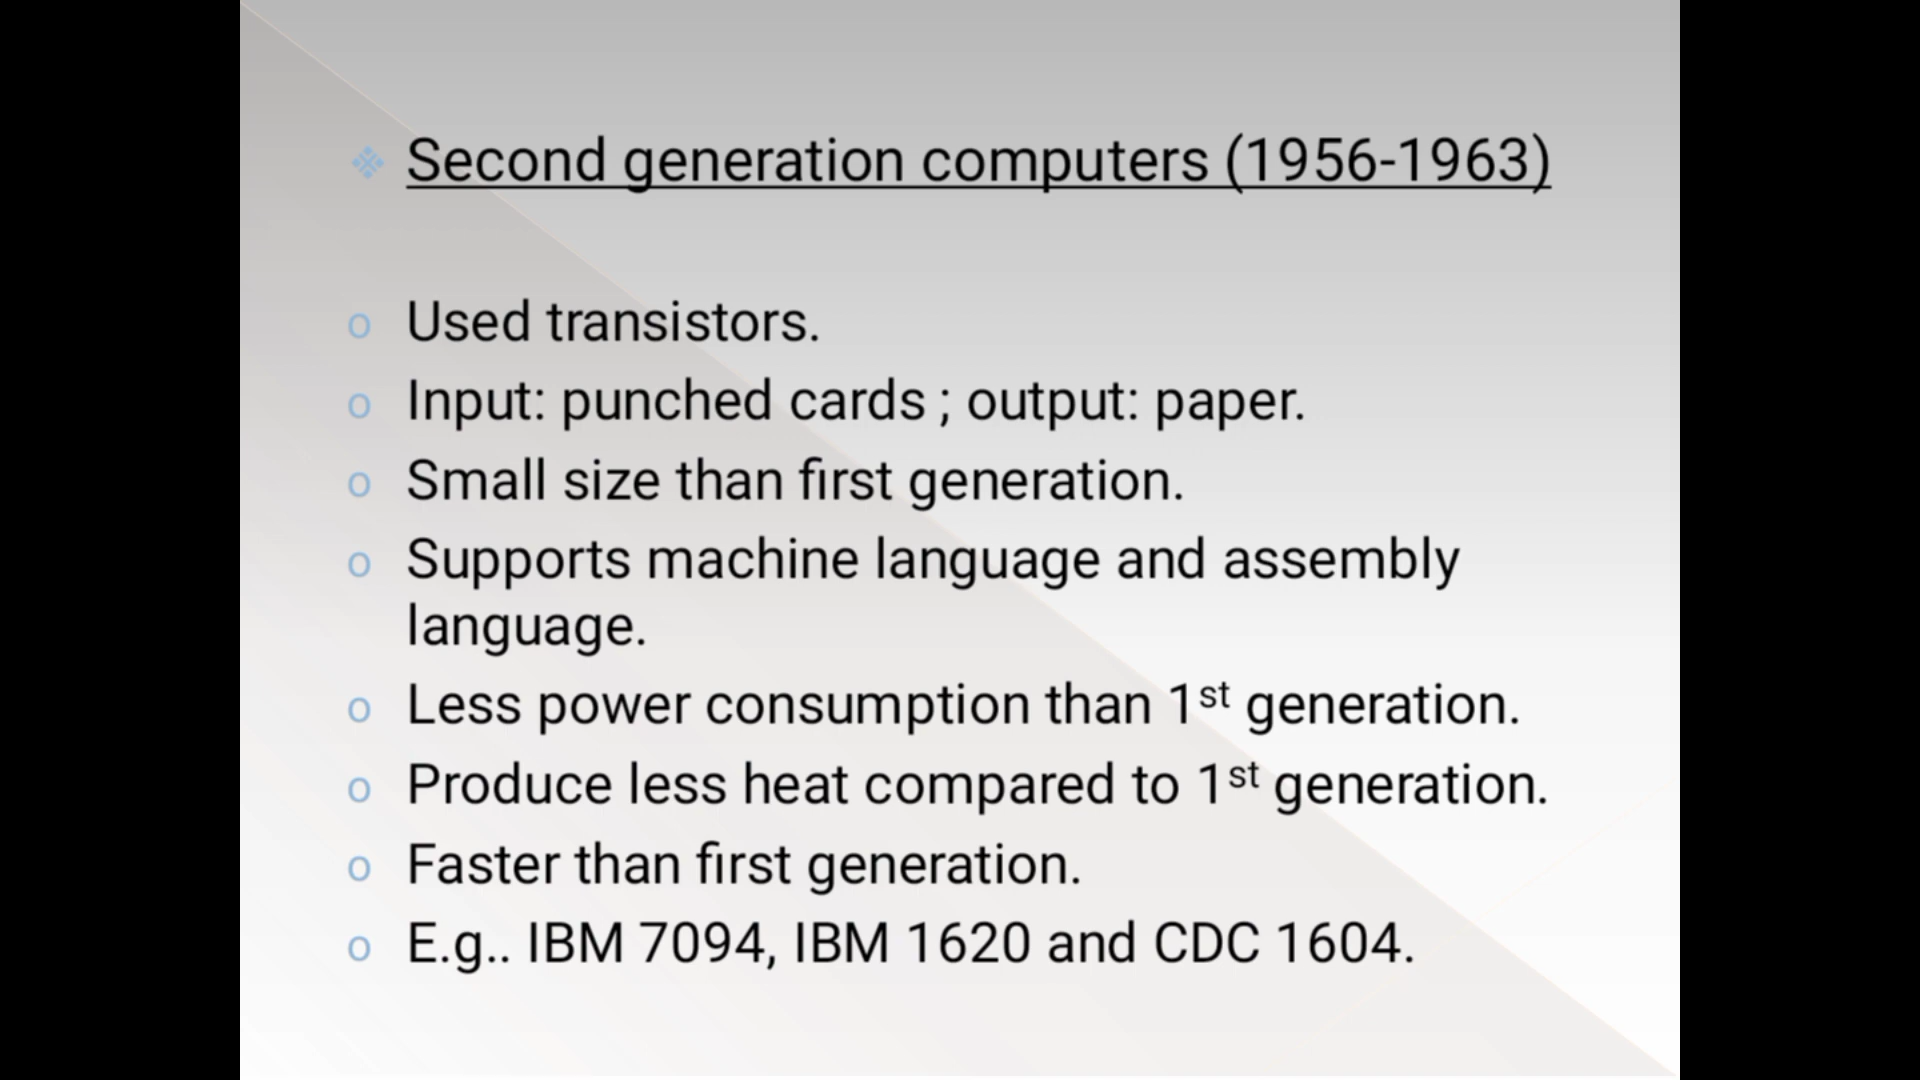 ❖ Second generation computers (1956-1963)
o Used transistors.
o Input: punched cards ; output: paper.
o Small size than first generation.
o Supports machine language and assembly
language.
o Less power consumption than 1st generation.
o Produce less heat compared to 1st generation.
o Faster than first generation.
o E.g.. IBM 7094, IBM 1620 and CDC 1604.